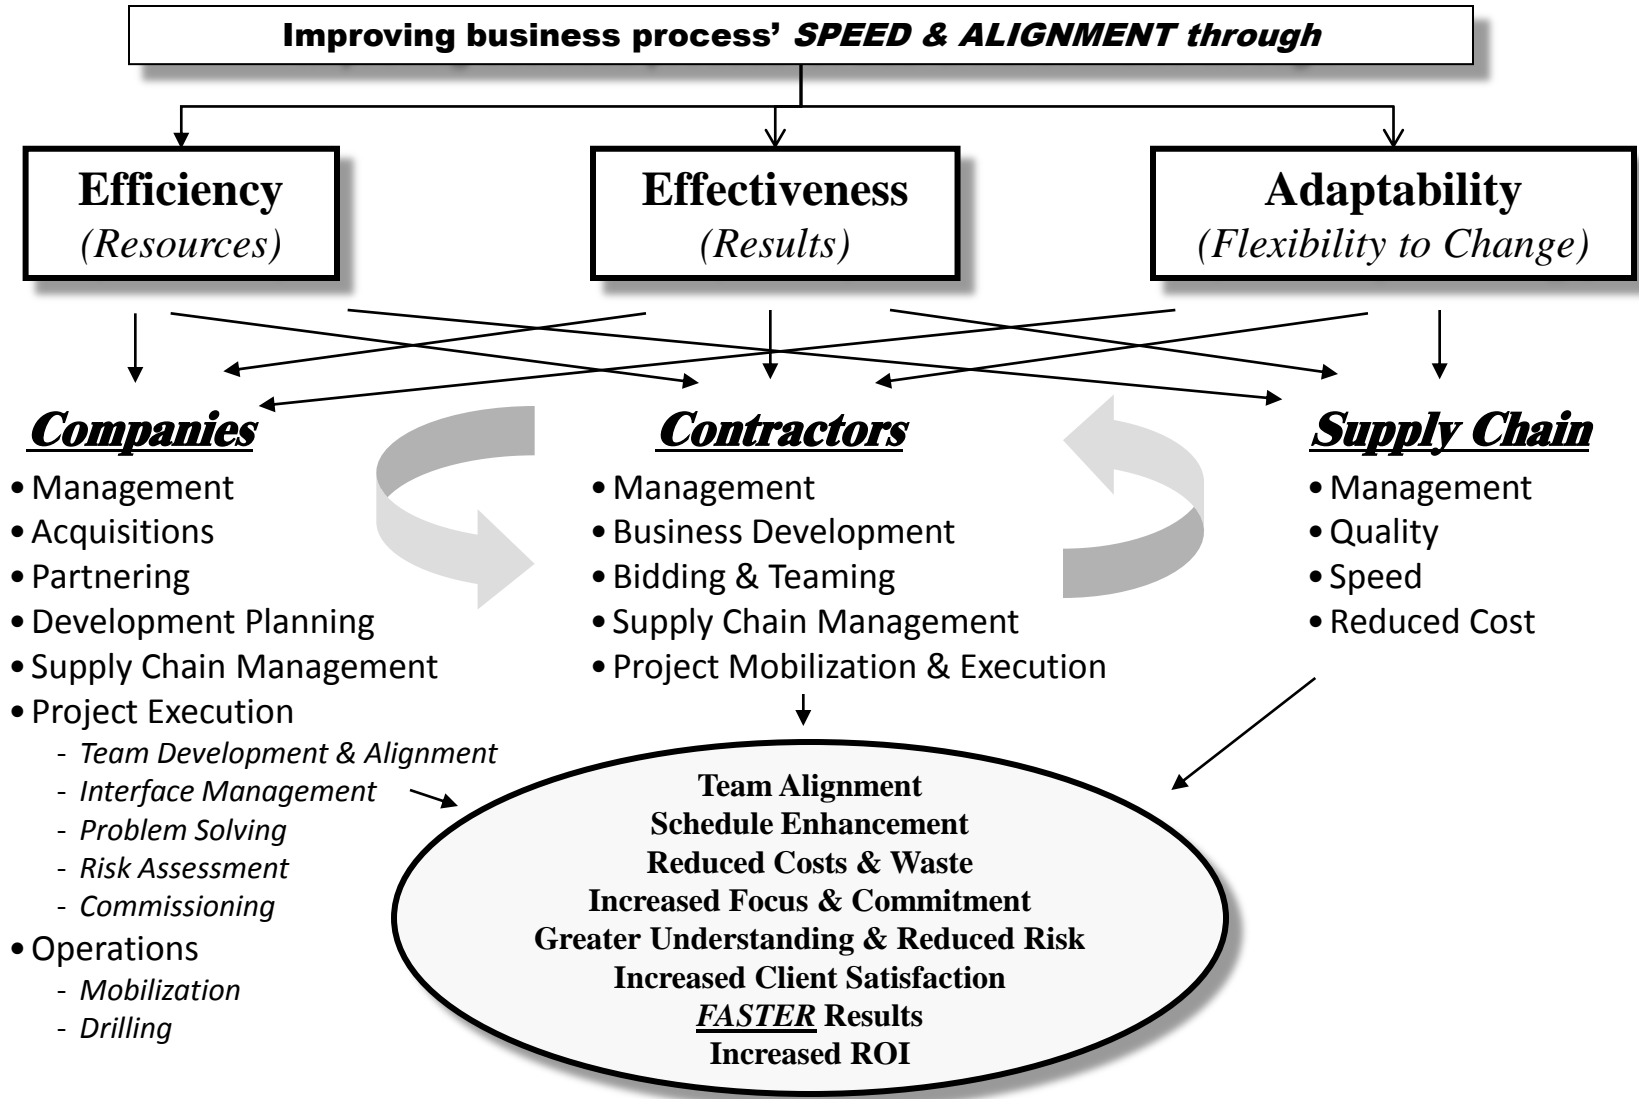 Improving business process’ SPEED & ALIGNMENT through
Efficiency
(Resources)
Effectiveness
(Results)
Adaptability
(Flexibility to Change)
Companies
• Management
• Acquisitions
• Partnering
• Development Planning
• Supply Chain Management
• Project Execution
- Team Development & Alignment
- Interface Management
- Problem Solving
- Risk Assessment
- Commissioning
• Operations
- Mobilization
- Drilling
Contractors
• Management
• Business Development
• Bidding & Teaming
• Supply Chain Management
• Project Mobilization & Execution
Supply Chain
• Management
• Quality
• Speed
• Reduced Cost
Team Alignment
Schedule Enhancement
Reduced Costs & Waste
Increased Focus & Commitment
Greater Understanding & Reduced Risk
Increased Client Satisfaction
FASTER Results
Increased ROI